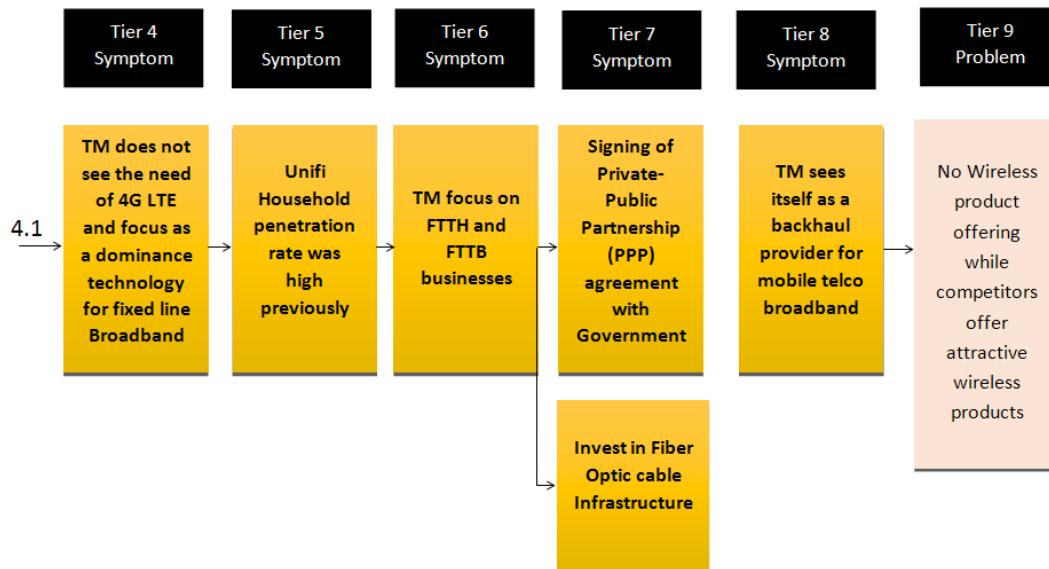 Tier 4
Symptom
Tier 5
Symptom
Tier 6
Symptom
Tier 7
Symptom
Tier 8
Symptom
Tier 9
Problem
4.1
TM does not
see the need
of 4G LTE
and focus as
a dominance
technology
for fixed line
Broadband
Unifi
Household
penetration
rate was
high
previously
TM focus on
FTTH and
FTTB
businesses
Signing of
Private-
Public
Partnership
(PPP)
agreement
with
Government
TM sees
itself as a
backhaul
provider for
mobile telco
broadband
No Wireless
product
offering
while
competitors
offer
attractive
wireless
products
Invest in Fiber
Optic cable
Infrastructure